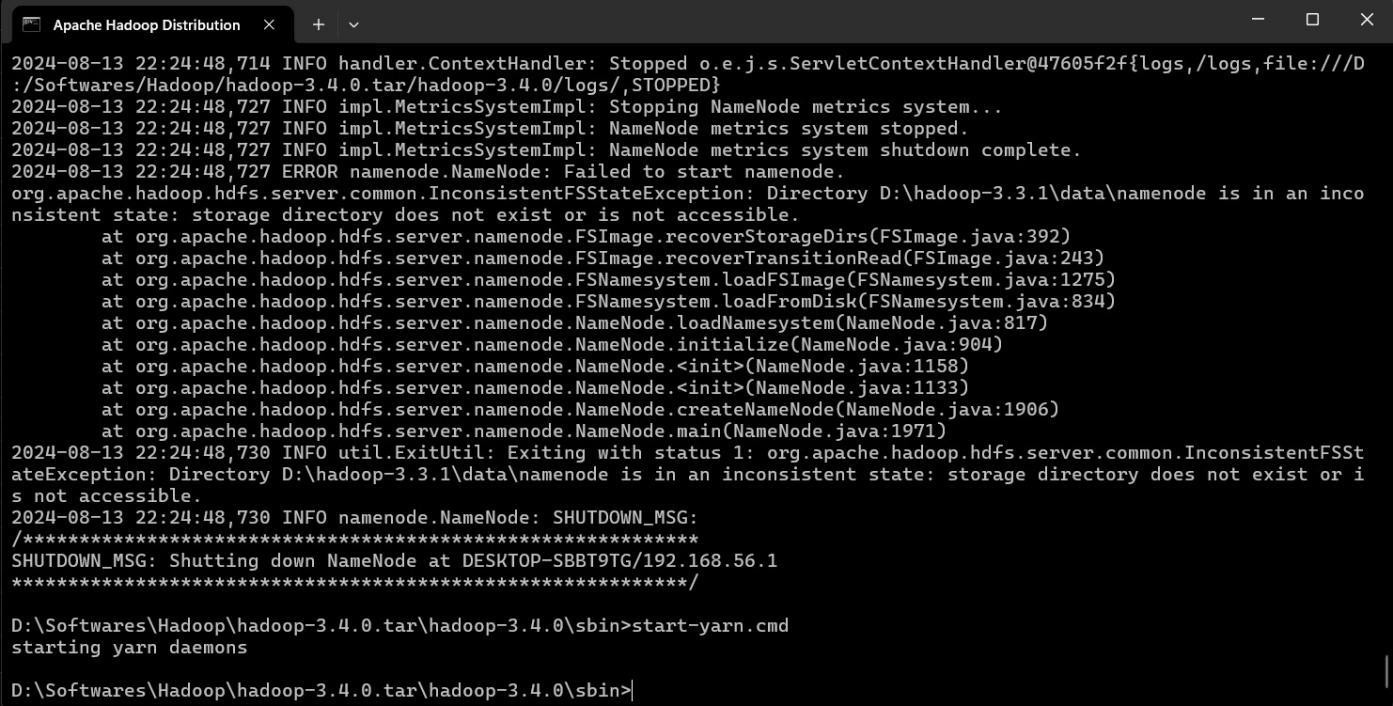 Apache Hadoop Distribution
2024-08-13 22:24:48,714 INFO handler.ContextHandler: Stopped o.e.j.s.ServletContextHandler@47605f2f{logs,/logs,file:///D
:/Softwares/Hadoop/hadoop-3.4.0.tar/hadoop-3.4.0/logs/,STOPPED}
2024-08-13 22:24:48,727 INFO impl.MetricsSystemImpl: Stopping NameNode metrics system...
2024-08-13 22:24:48,727 INFO impl.MetricsSystemImpl: NameNode metrics system stopped.
2024-08-13 22:24:48,727 INFO impl.MetricsSystemImpl: NameNode metrics system shutdown complete.
2024-08-13 22:24:48,727 ERROR namenode.NameNode: Failed to start namenode.
org.apache.hadoop.hdfs.server.common.InconsistentFSStateException: Directory D:\hadoop-3.3.1\data\namenode is in an inco
nsistent state: storage directory does not exist or is not accessible.
        at org.apache.hadoop.hdfs.server.namenode.FSImage.recoverStorageDirs(FSImage.java:392)
        at org.apache.hadoop.hdfs.server.namenode.FSImage.recoverTransitionRead(FSImage.java:243)
        at org.apache.hadoop.hdfs.server.namenode.FSNamesystem.loadFSImage(FSNamesystem.java:1275)
        at org.apache.hadoop.hdfs.server.namenode.FSNamesystem.loadFromDisk(FSNamesystem.java:834)
        at org.apache.hadoop.hdfs.server.namenode.NameNode.loadNamesystem(NameNode.java:817)
        at org.apache.hadoop.hdfs.server.namenode.NameNode.initialize(NameNode.java:904)
        at org.apache.hadoop.hdfs.server.namenode.NameNode.<init>(NameNode.java:1158)
        at org.apache.hadoop.hdfs.server.namenode.NameNode.<init>(NameNode.java:1133)
        at org.apache.hadoop.hdfs.server.namenode.NameNode.createNameNode(NameNode.java:1906)
        at org.apache.hadoop.hdfs.server.namenode.NameNode.main(NameNode.java:1971)
2024-08-13 22:24:48,730 INFO util.ExitUtil: Exiting with status 1: org.apache.hadoop.hdfs.server.common.InconsistentFSSt
ateException: Directory D:\hadoop-3.3.1\data\namenode is in an inconsistent state: storage directory does not exist or i
s not accessible.
2024-08-13 22:24:48,730 INFO namenode.NameNode: SHUTDOWN_MSG:
/************************************************************
SHUTDOWN_MSG: Shutting down NameNode at DESKTOP-SBBT9TG/192.168.56.1
************************************************************/
D:\Softwares\Hadoop\hadoop-3.4.0.tar\hadoop-3.4.0\sbin>start-yarn.cmd
starting yarn daemons
D:\Softwares\Hadoop\hadoop-3.4.0.tar\hadoop-3.4.0\sbin>